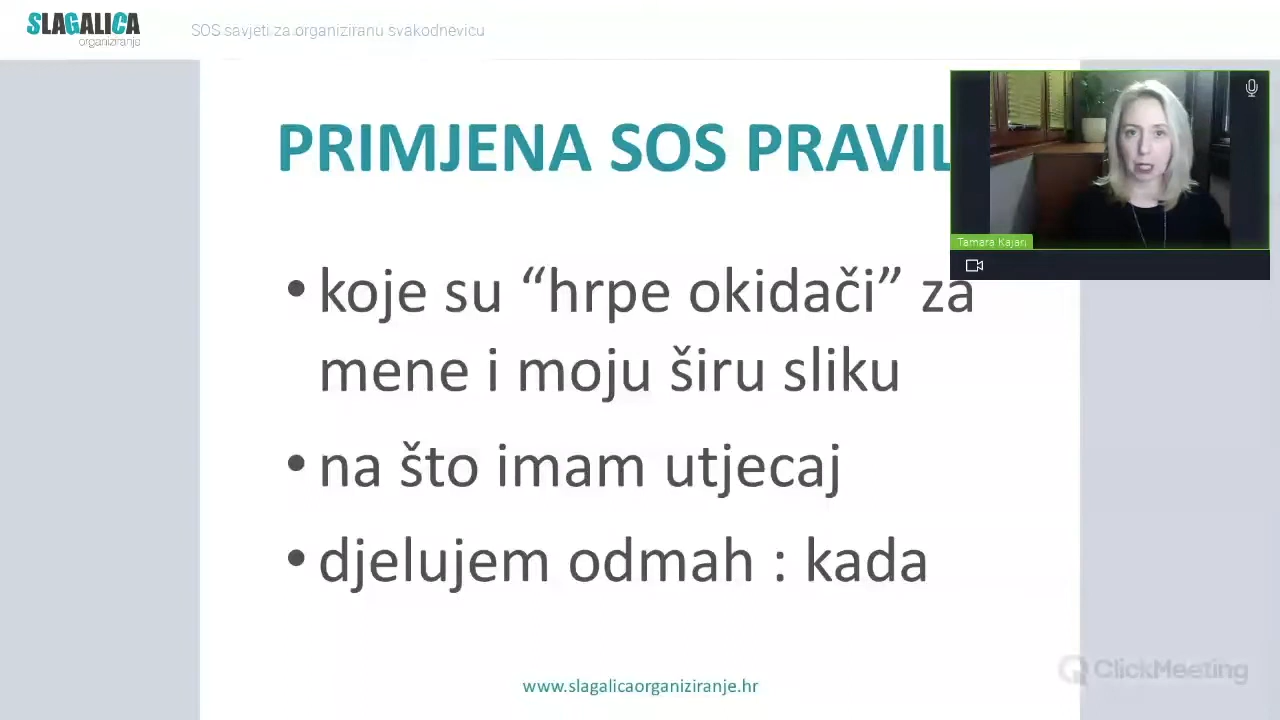 SLAGALICA
organiziranje
SOS savjeti za organiziranu svakodnevicu
PRIMJENA SOS PRAVIL
Tamara Kajari
• koje su “hrpe okidači” za
mene i moju širu sliku
• na što imam utjecaj
• djelujem odmah : kada
www.slagalicaorganiziranje.hr
ClickMeeting